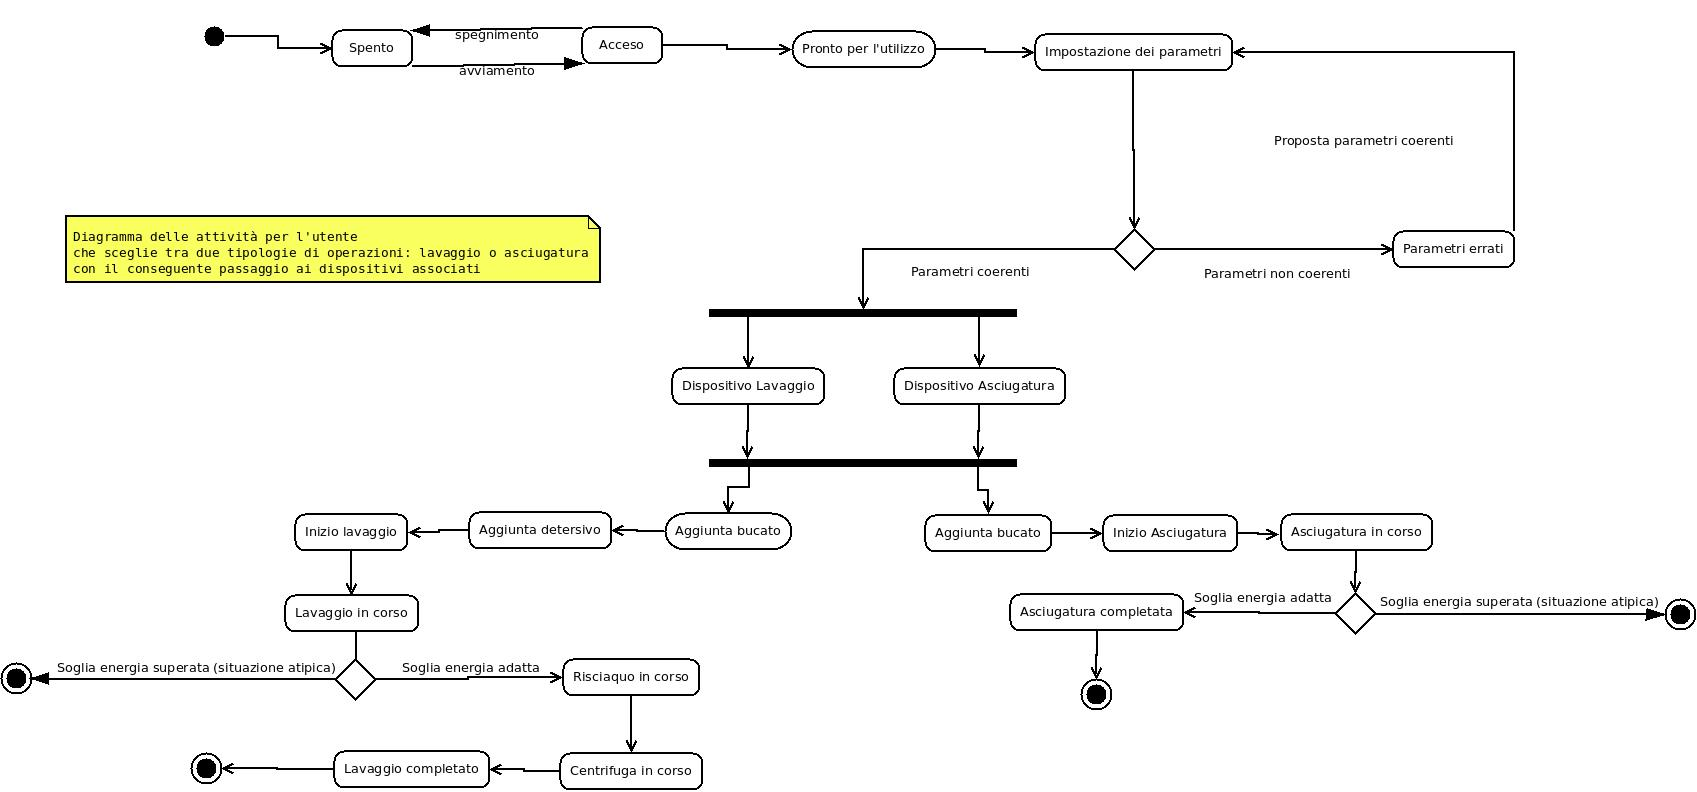 spegnimento
Spento
Acceso
Pronto per l'utilizzo
Impostazione dei parametri
avviamento
Proposta parametri coerenti
Diagramma delle attività per l'utente
che sceglie tra due tipologie di operazioni: lavaggio o asciugatura
con il conseguente passaggio ai dispositivi associati
Parametri errati
Parametri coerenti
Parametri non coerenti
Dispositivo Lavaggio
Dispositivo Asciugatura
Inizio lavaggio
Aggiunta detersivo
Aggiunta bucato
Aggiunta bucato
Inizio Asciugatura
Asciugatura in corso
Lavaggio in corso
Asciugatura completata
Soglia energia adatta
Soglia energia superata (situazione atipica)
Soglia energia superata (situazione atipica)
Soglia energia adatta
Risciaquo in corso
Lavaggio completato
Centrifuga in corso